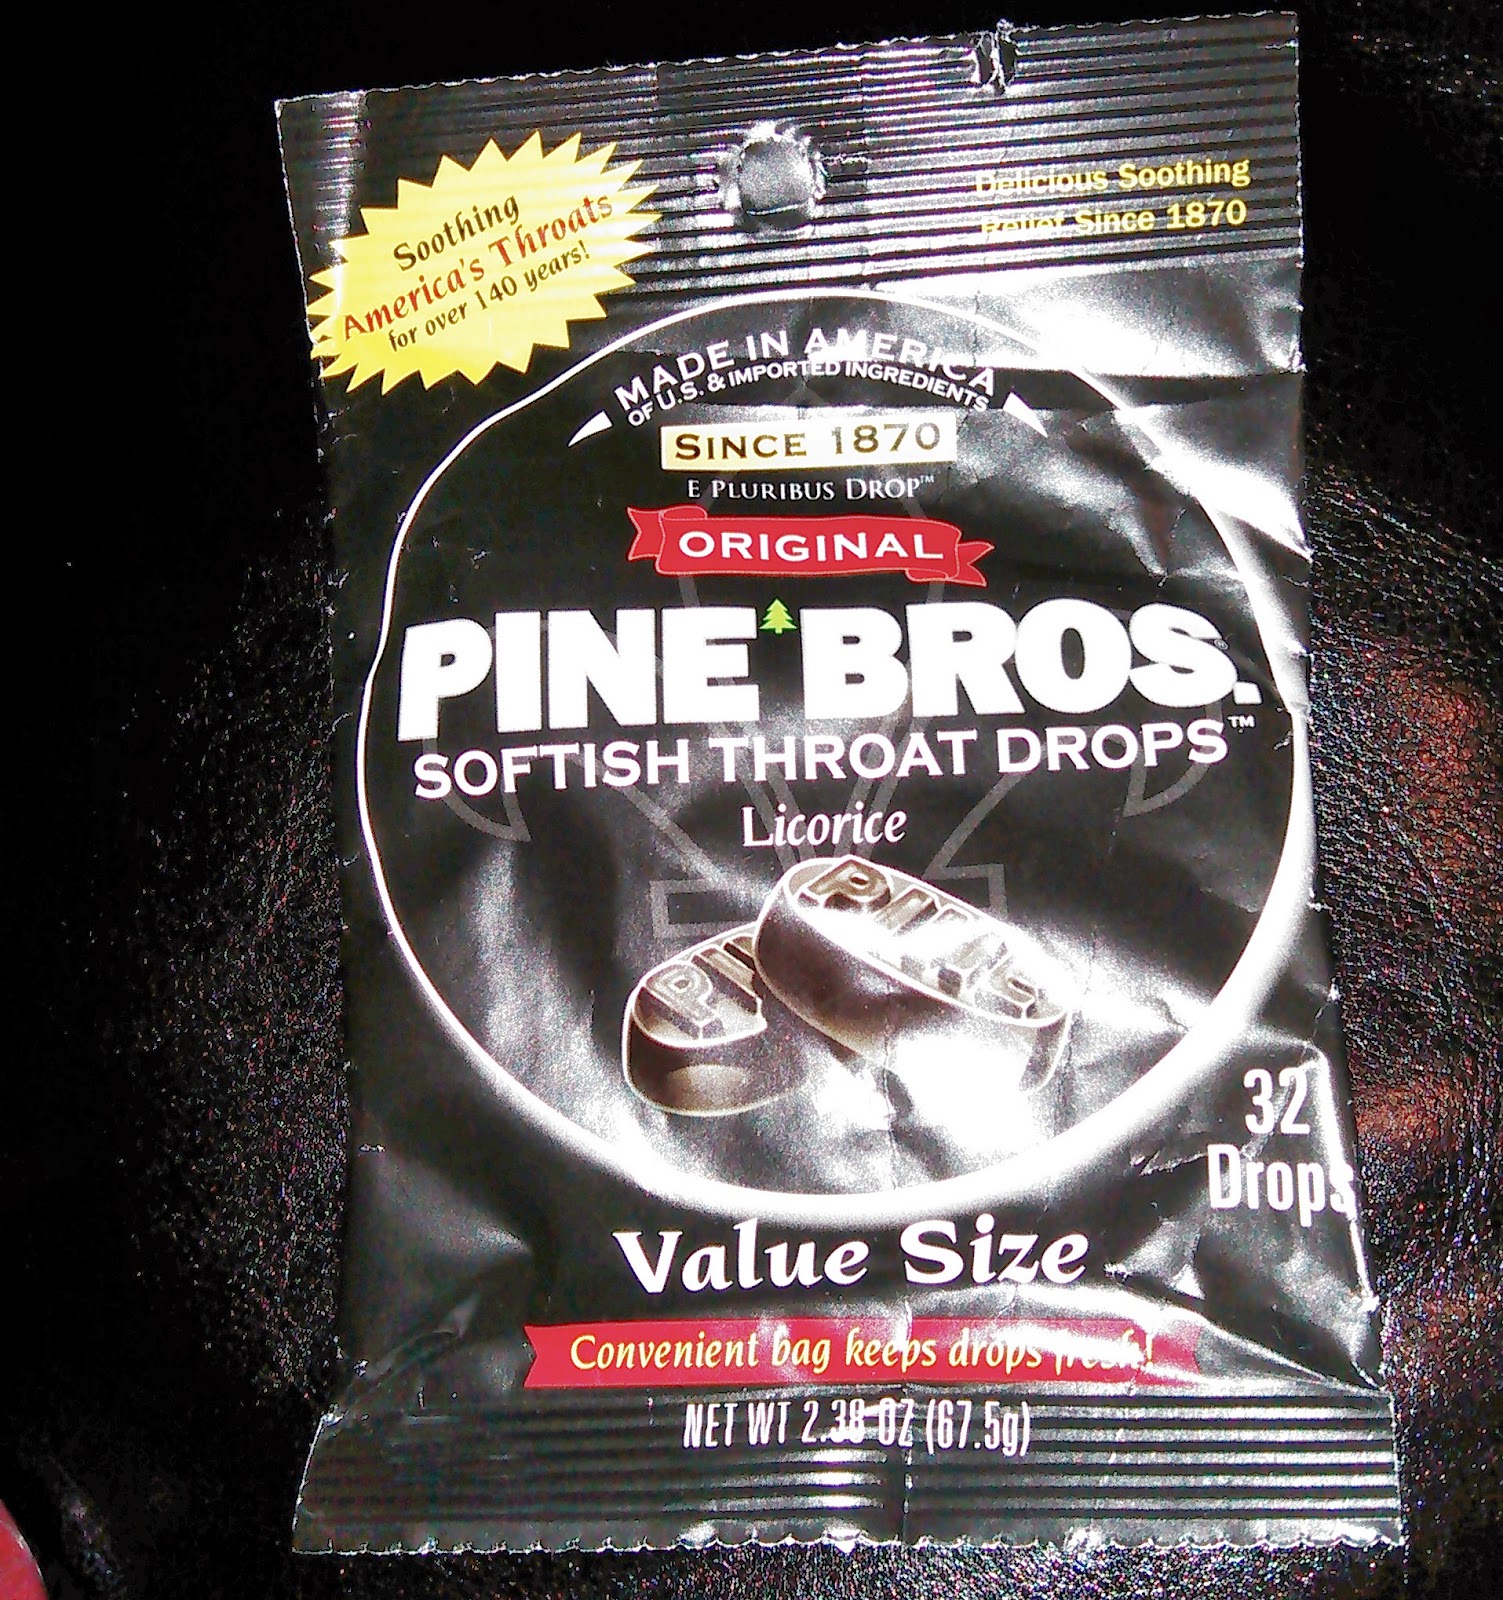 Soothing
America's Throats
for over 140 years!
Delicious Soothing
Relief Since 1870
MADE IN AMERICA
OF U.S. & IMPORTED INGREDIENTS
SINCE 1870
E PLURIBUS DROP™
ORIGINAL
PINE BROS.
SOFTISH THROAT DROPS™
Licorice
PINE
PI
32
Drops
Value Size
Convenient bag keeps drops fresh!
NET WT 2.38 OZ (67.5g)